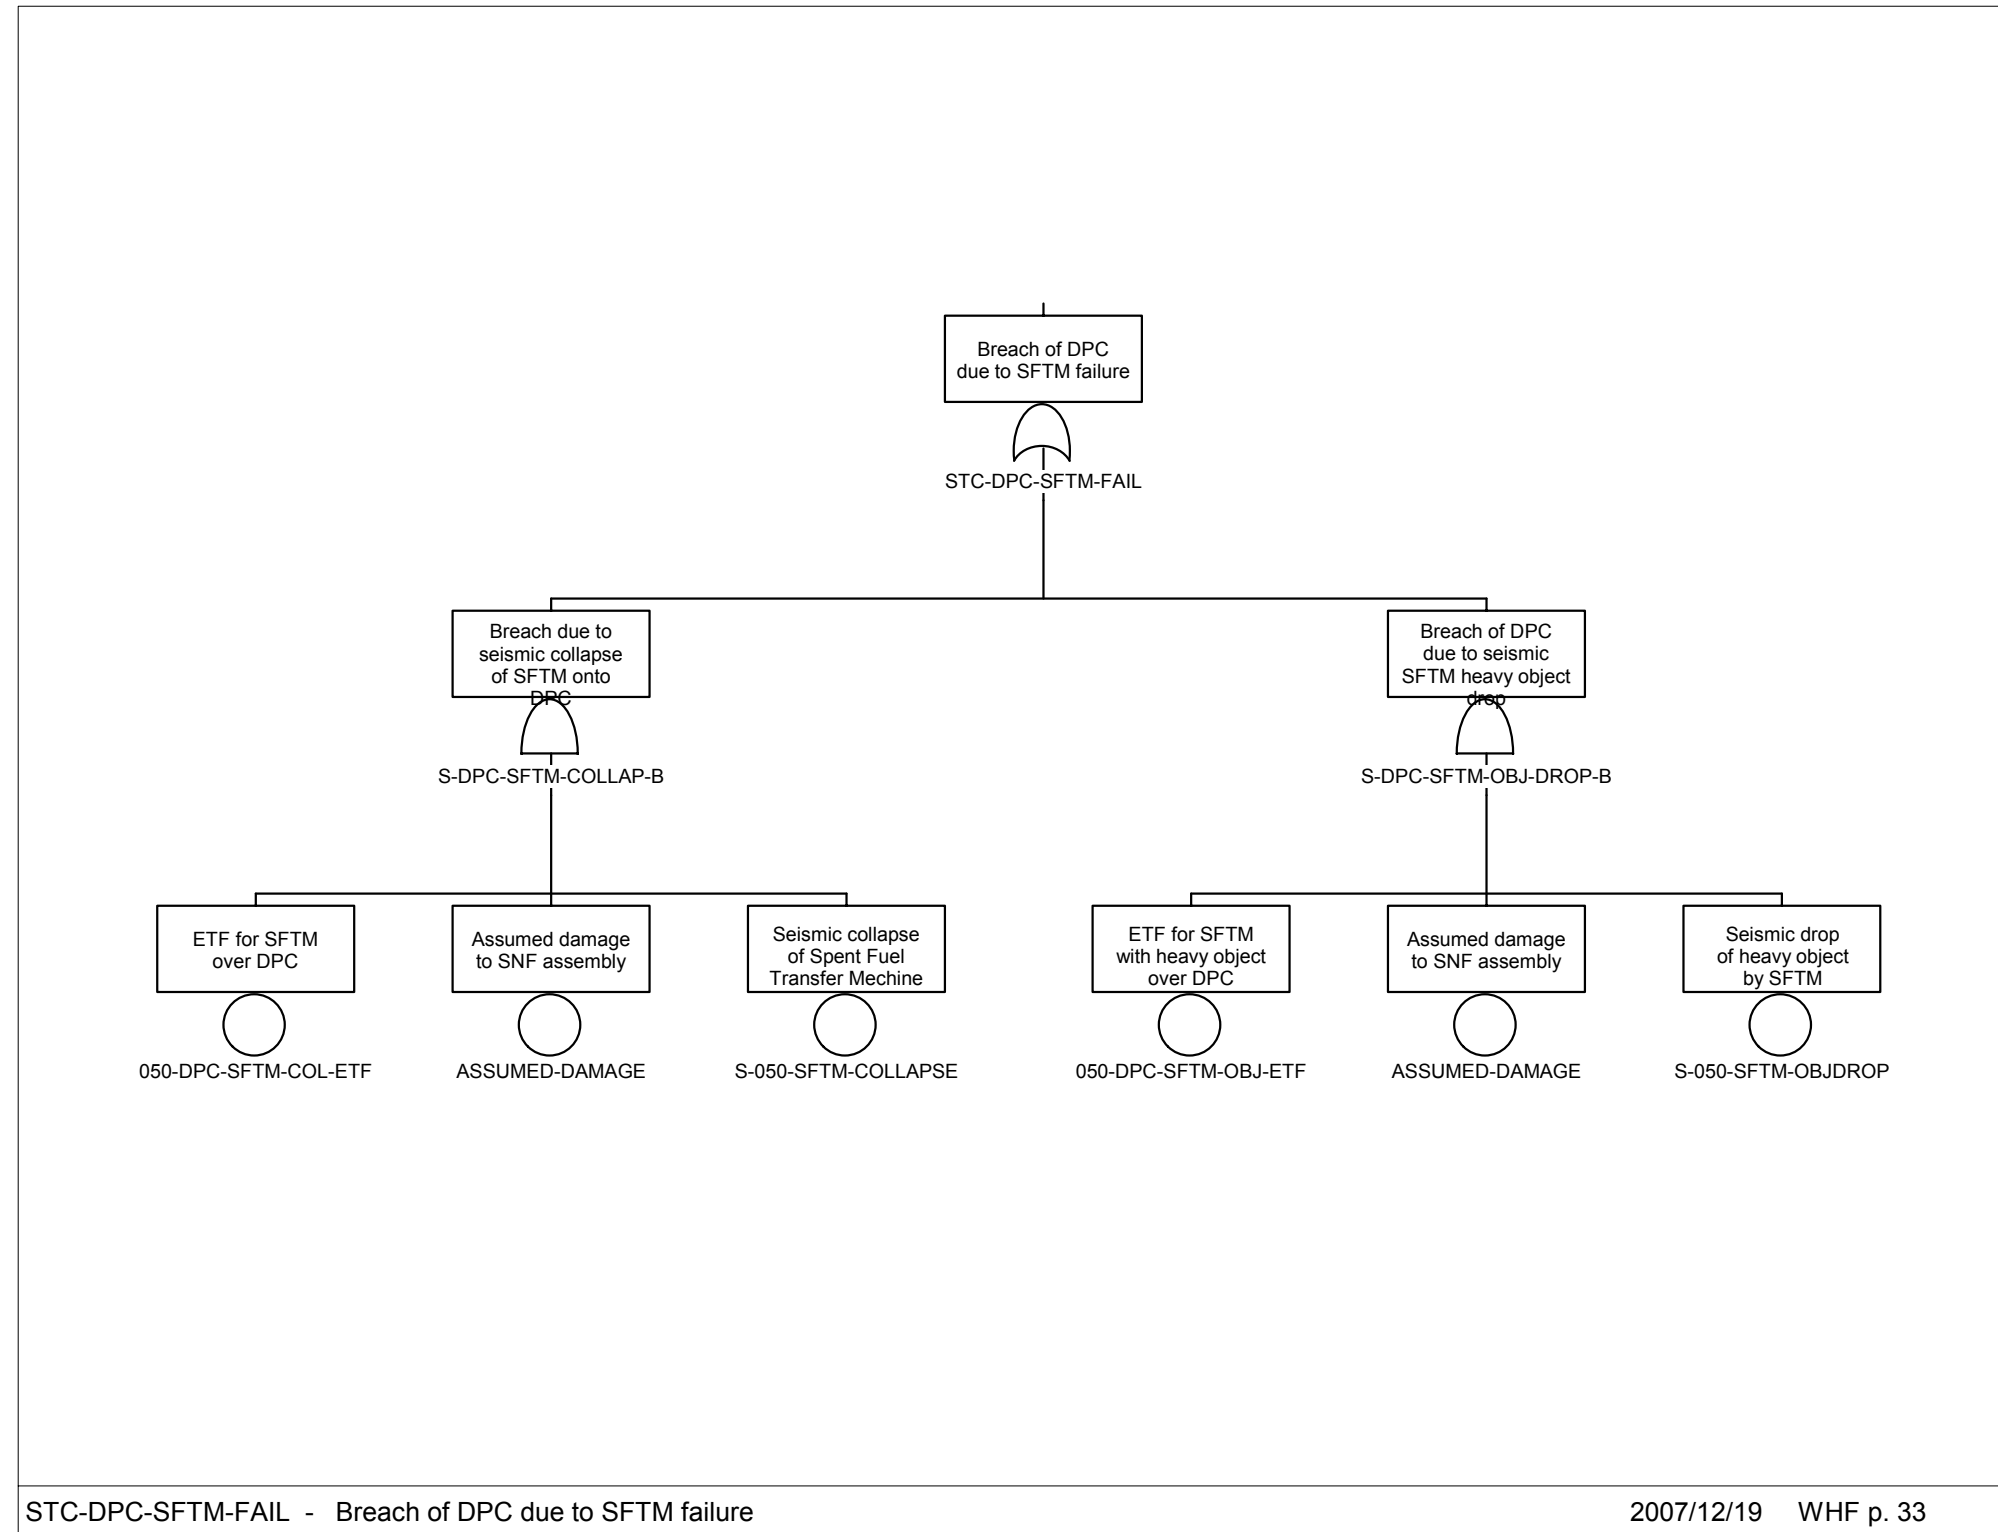 Breach of DPC
due to SFTM failure
STC-DPC-SFTM-FAIL
Breach due to
seismic collapse
of SFTM onto
DPC
S-DPC-SFTM-COLLAP-B
Breach of DPC
due to seismic
SFTM heavy object
drop
S-DPC-SFTM-OBJ-DROP-B
ETF for SFTM
over DPC
050-DPC-SFTM-COL-ETF
Assumed damage
to SNF assembly
ASSUMED-DAMAGE
Seismic collapse
of Spent Fuel
Transfer Mechine
S-050-SFTM-COLLAPSE
ETF for SFTM
with heavy object
over DPC
050-DPC-SFTM-OBJ-ETF
Assumed damage
to SNF assembly
ASSUMED-DAMAGE
Seismic drop
of heavy object
by SFTM
S-050-SFTM-OBJDROP
STC-DPC-SFTM-FAIL - Breach of DPC due to SFTM failure
2007/12/19 WHF p. 33